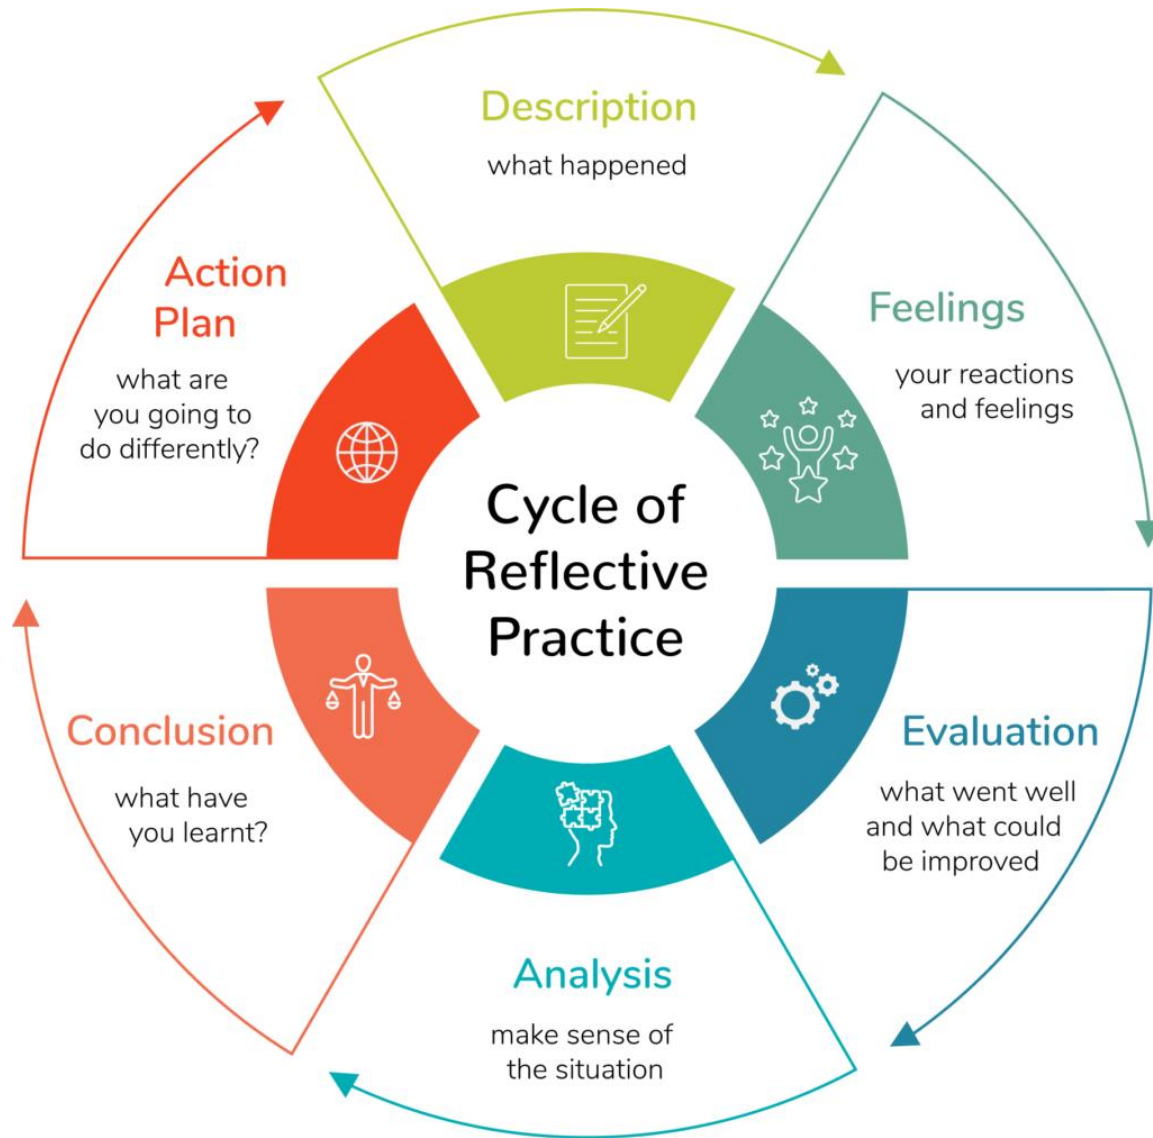 Description
what happened
Feelings
your reactions
and feelings
Evaluation
what went well
and what could
be improved
Analysis
make sense of
the situation
Conclusion
what have
you learnt?
Action
Plan
what are
you going to
do differently?
Cycle of
Reflective
Practice